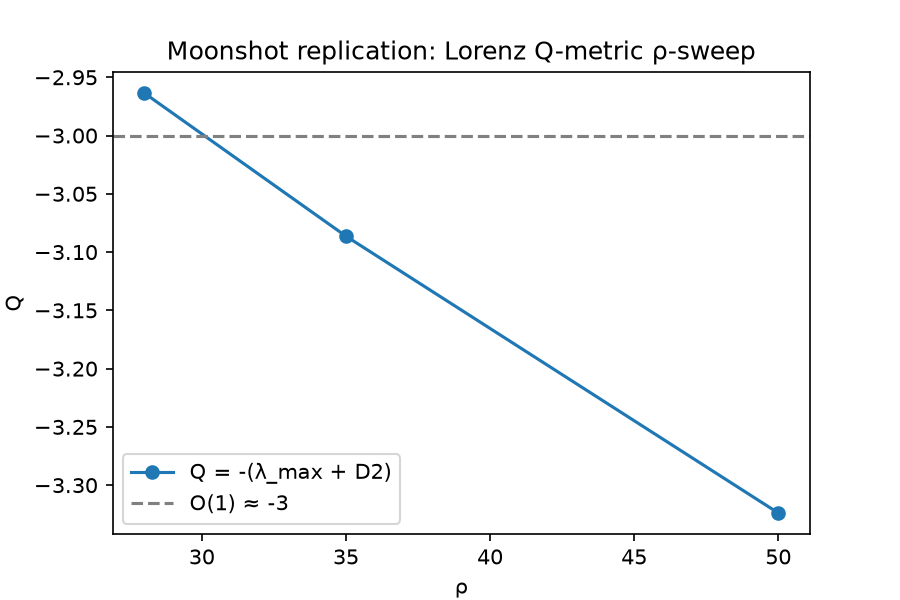 Moonshot replication: Lorenz Q-metric ρ-sweep
−2.95
−3.00
−3.05
−3.10
−3.15
−3.20
−3.25
−3.30
Q
Q = -(λ_max + D2)
O(1) ≈ -3
30 35 40 45 50
ρ